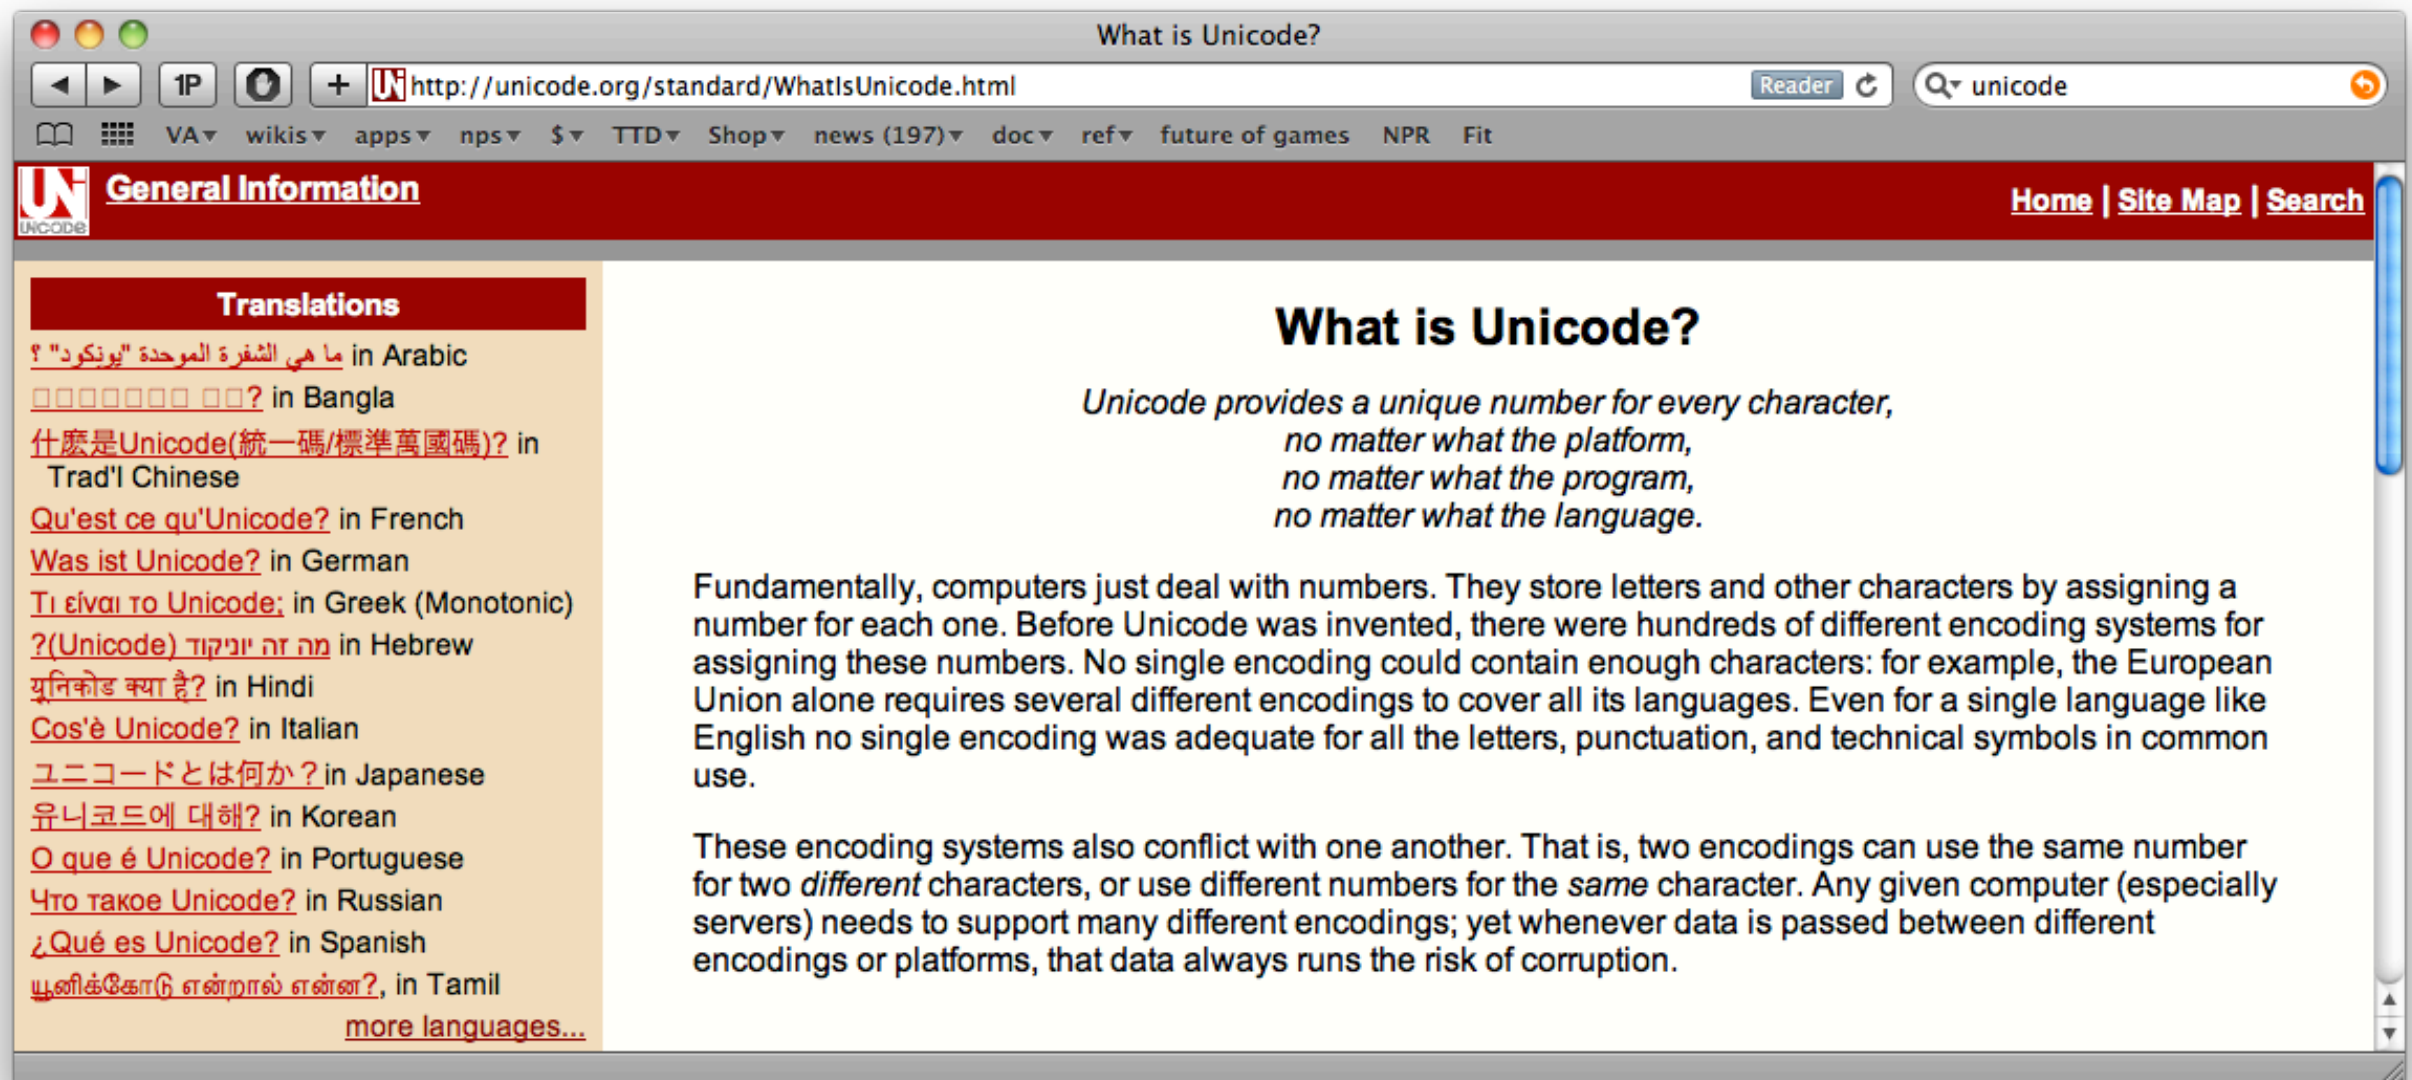 What is Unicode?
1P
+
http://unicode.org/standard/WhatIsUnicode.html
Reader
unicode
VA wikis apps nps $ TTD Shop news (197) doc ref future of games NPR Fit
UNICODE
General Information
Home | Site Map | Search
Translations
ما هي الشفرة الموحدة "يونِكود" ؟ in Arabic
□□□□□□□ □□? in Bangla
什麽是Unicode(統一碼/標準萬國碼)? in
Trad'l Chinese
Qu'est ce qu'Unicode? in French
Was ist Unicode? in German
Τι είναι το Unicode; in Greek (Monotonic)
מה זה יוניקוד (Unicode)? in Hebrew
यूनिकोड क्या है? in Hindi
Cos'è Unicode? in Italian
ユニコードとは何か？in Japanese
유니코드에 대해? in Korean
O que é Unicode? in Portuguese
Что такое Unicode? in Russian
¿Qué es Unicode? in Spanish
யூனிக்கோடு என்றால் என்ன?, in Tamil
more languages...
What is Unicode?
Unicode provides a unique number for every character,
no matter what the platform,
no matter what the program,
no matter what the language.
Fundamentally, computers just deal with numbers. They store letters and other characters by assigning a
number for each one. Before Unicode was invented, there were hundreds of different encoding systems for
assigning these numbers. No single encoding could contain enough characters: for example, the European
Union alone requires several different encodings to cover all its languages. Even for a single language like
English no single encoding was adequate for all the letters, punctuation, and technical symbols in common
use.
These encoding systems also conflict with one another. That is, two encodings can use the same number
for two different characters, or use different numbers for the same character. Any given computer (especially
servers) needs to support many different encodings; yet whenever data is passed between different
encodings or platforms, that data always runs the risk of corruption.